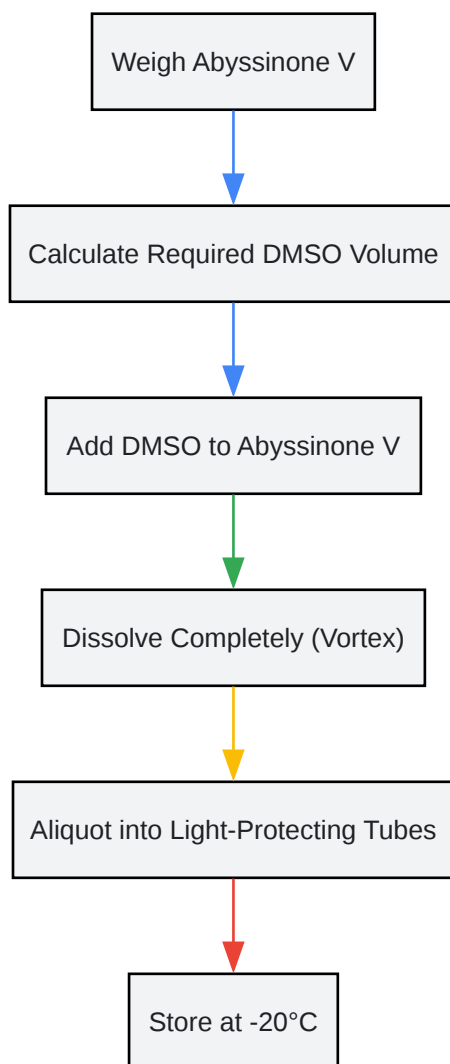 Weigh Abyssinone V
Calculate Required DMSO Volume
Add DMSO to Abyssinone V
Dissolve Completely (Vortex)
Aliquot into Light-Protecting Tubes
Store at -20°C